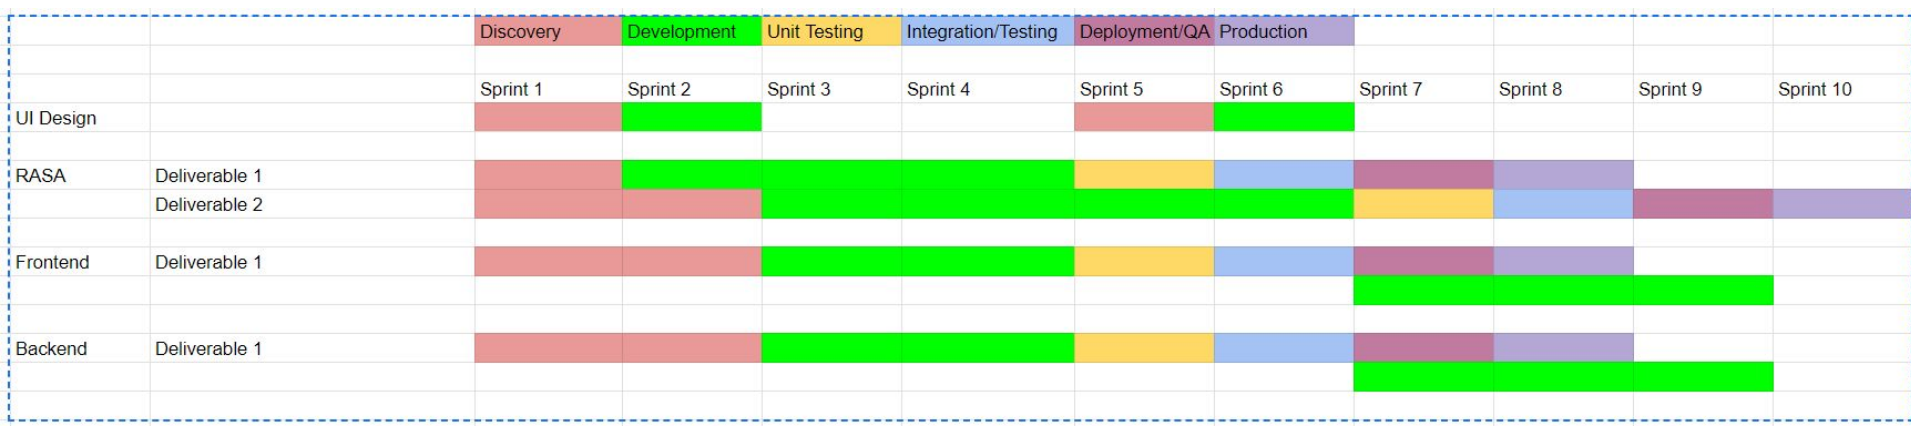 Discovery Development Unit Testing Integration/Testing Deployment/QA Production
Sprint 1 Sprint 2 Sprint 3 Sprint 4 Sprint 5 Sprint 6 Sprint 7 Sprint 8 Sprint 9 Sprint 10
UI Design
RASA Deliverable 1
Deliverable 2
Frontend Deliverable 1
Backend Deliverable 1